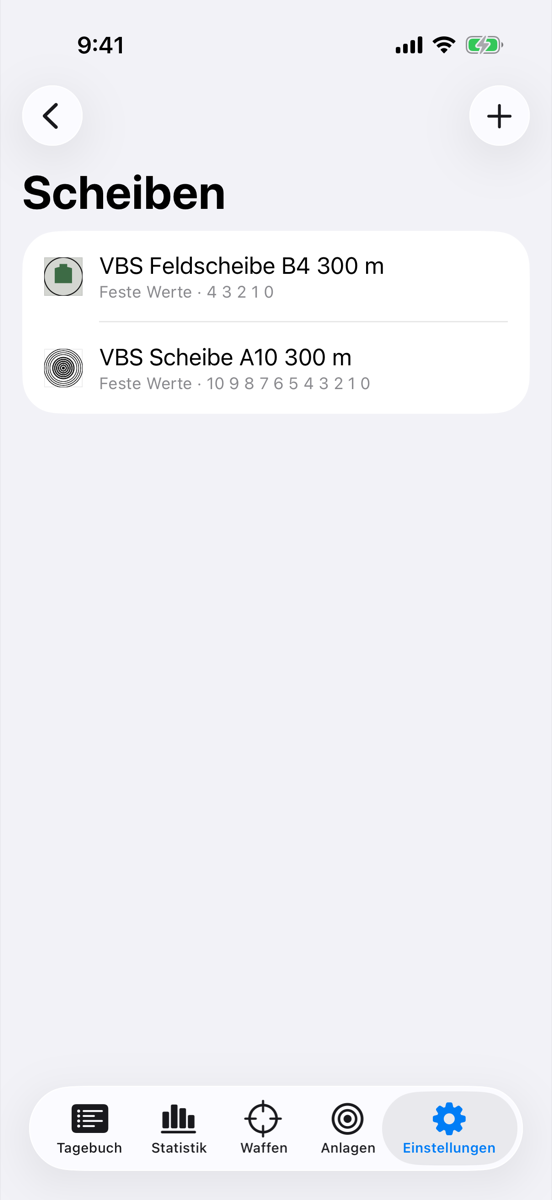 9:41
Scheiben
VBS Feldscheibe B4 300 m
Feste Werte · 4 3 2 1 0
VBS Scheibe A10 300 m
Feste Werte · 10 9 8 7 6 5 4 3 2 1 0
Tagebuch
Statistik
Waffen
Anlagen
Einstellungen